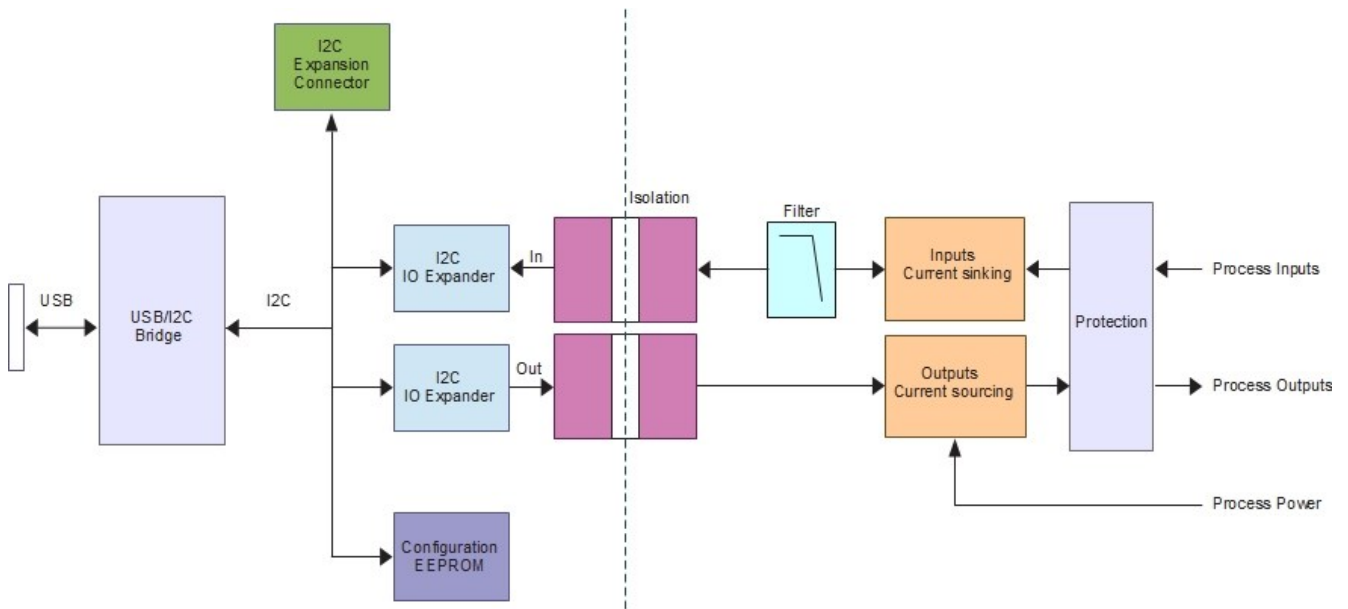 I2C
Expansion
Connector
Isolation
Filter
I2C
IO Expander
In
Inputs
Current sinking
Process Inputs
USB
USB/I2C
Bridge
I2C
Protection
I2C
IO Expander
Out
Outputs
Current sourcing
Process Outputs
Process Power
Configuration
EEPROM